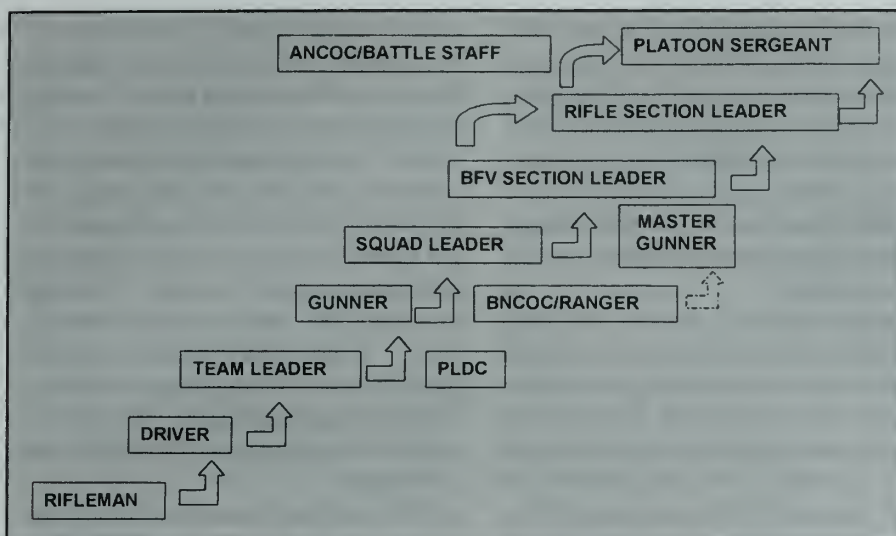 ANCOC/BATTLE STAFF
PLATOON SERGEANT
RIFLE SECTION LEADER
BFV SECTION LEADER
MASTER
GUNNER
SQUAD LEADER
GUNNER
BNCOC/RANGER
TEAM LEADER
PLDC
DRIVER
RIFLEMAN